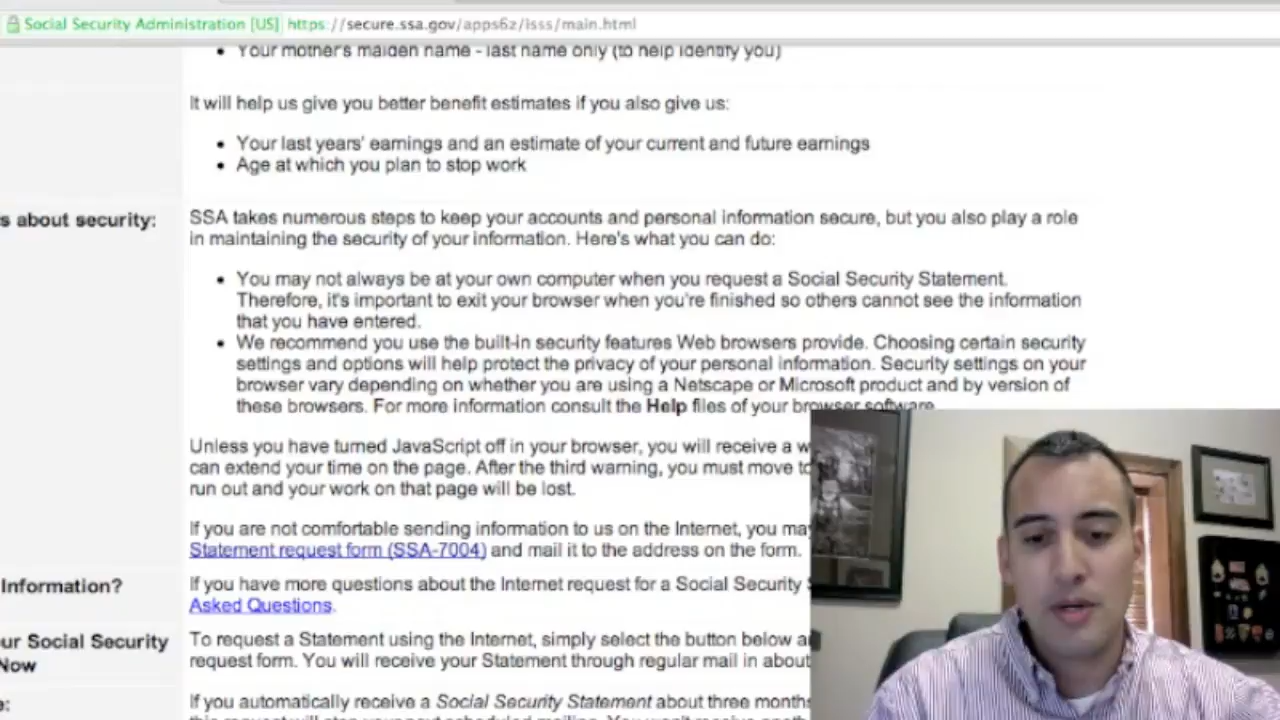 Social Security Administration [US] https://secure.ssa.gov/apps6z/isss/main.html
Your mother's maiden name - last name only (to help identify you)
It will help us give you better benefit estimates if you also give us:
Your last years' earnings and an estimate of your current and future earnings
Age at which you plan to stop work
s about security:
SSA takes numerous steps to keep your accounts and personal information secure, but you also play a role
in maintaining the security of your information. Here's what you can do:
You may not always be at your own computer when you request a Social Security Statement.
Therefore, it's important to exit your browser when you're finished so others cannot see the information
that you have entered.
We recommend you use the built-in security features Web browsers provide. Choosing certain security
settings and options will help protect the privacy of your personal information. Security settings on your
browser vary depending on whether you are using a Netscape or Microsoft product and by version of
these browsers. For more information consult the Help files of your browser software.
Unless you have turned JavaScript off in your browser, you will receive a w
can extend your time on the page. After the third warning, you must move to
run out and your work on that page will be lost.
If you are not comfortable sending information to us on the Internet, you may
Statement request form (SSA-7004) and mail it to the address on the form.
Information?
If you have more questions about the Internet request for a Social Security
Asked Questions.
ur Social Security
Now
To request a Statement using the Internet, simply select the button below a
request form. You will receive your Statement through regular mail in about
e:
If you automatically receive a Social Security Statement about three months
this request will stop your next scheduled mailing. You won't receive